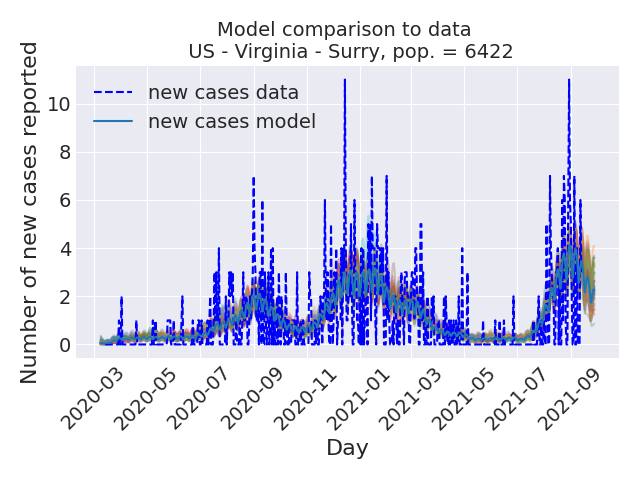 Model comparison to data
US - Virginia - Surry, pop. = 6422
Number of new cases reported
10
8
6
4
2
0
new cases data
new cases model
2020-03
2020-05
2020-07
2020-09
2020-11
2021-01
2021-03
2021-05
2021-07
2021-09
Day